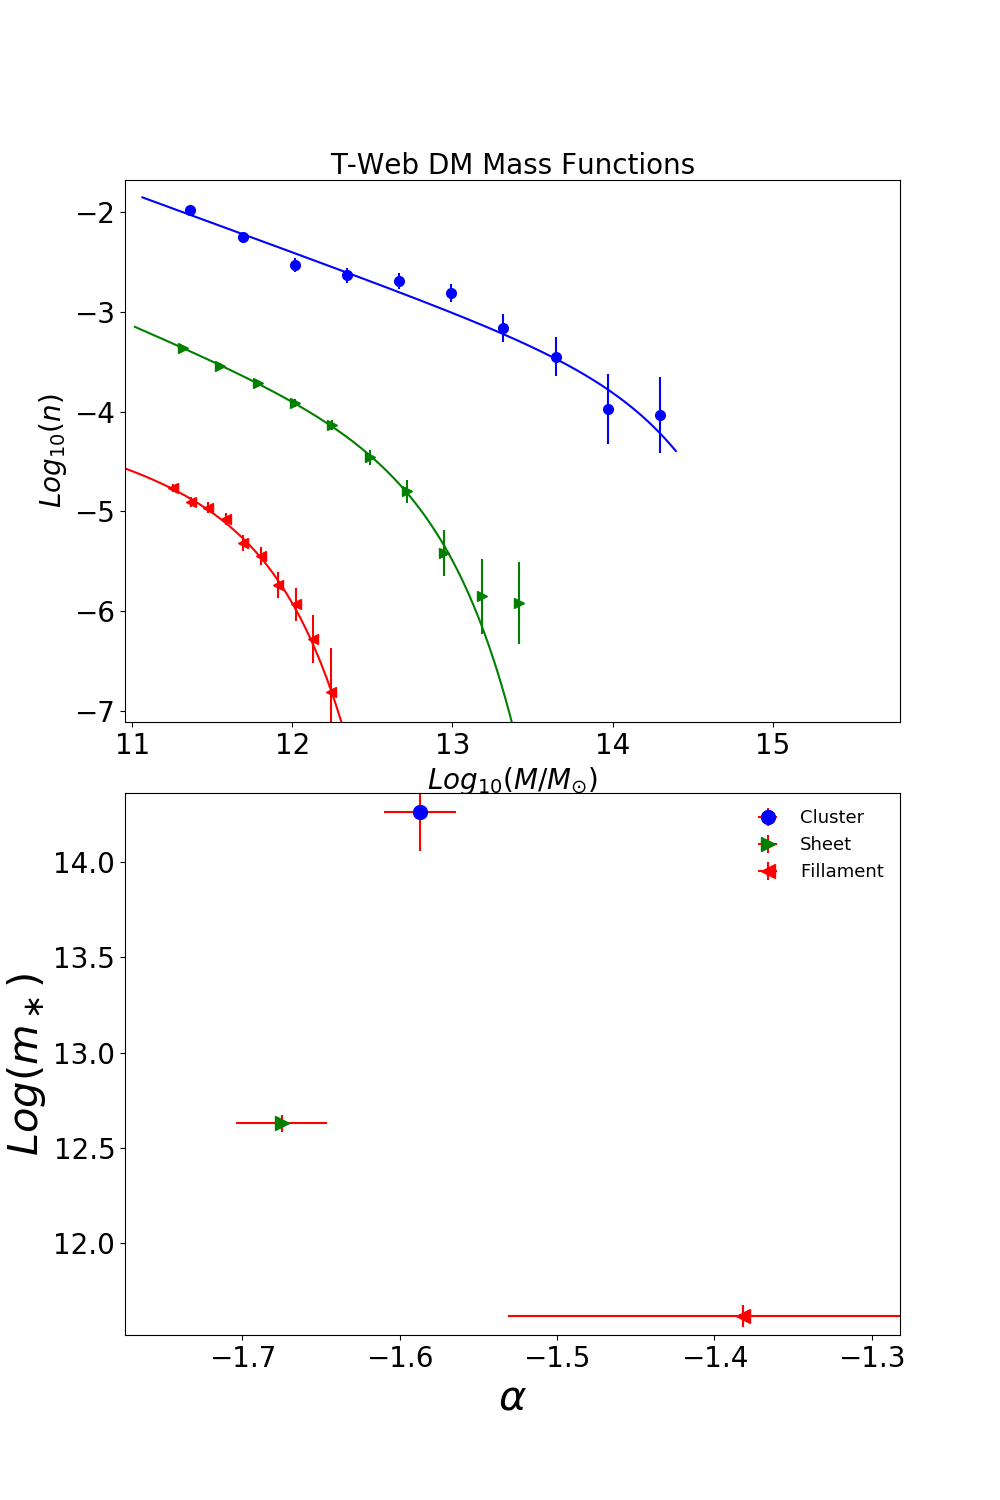 T-Web DM Mass Functions
Log₁₀(n)
−2
−3
−4
−5
−6
−7
11 12 13 14 15
Log₁₀(M/M⊙)
Cluster
Sheet
Fillament
Log(m∗)
14.0
13.5
13.0
12.5
12.0
−1.7 −1.6 −1.5 −1.4 −1.3
α